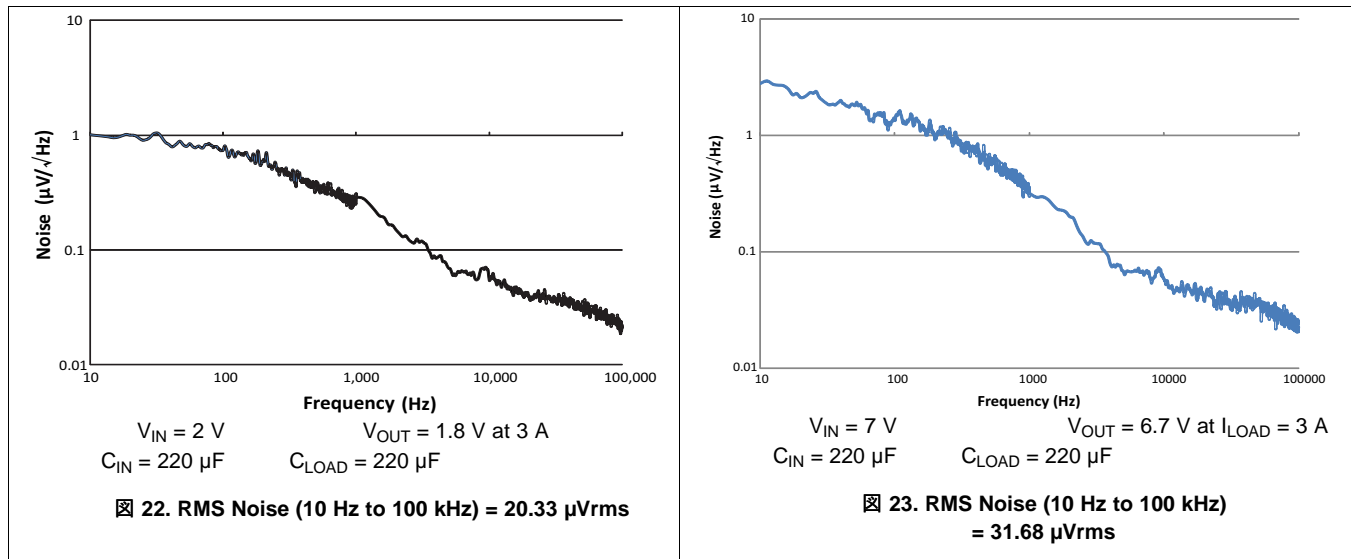 10
1
0.1
0.01
Noise (µV/√Hz)
10
100
1,000
10,000
100,000
Frequency (Hz)
V_IN = 2 V
V_OUT = 1.8 V at 3 A
C_IN = 220 µF
C_LOAD = 220 µF
図 22. RMS Noise (10 Hz to 100 kHz) = 20.33 µVrms
10
1
0.1
0.01
Noise (µV/√Hz)
10
100
1000
10000
100000
Frequency (Hz)
V_IN = 7 V
V_OUT = 6.7 V at I_LOAD = 3 A
C_IN = 220 µF
C_LOAD = 220 µF
図 23. RMS Noise (10 Hz to 100 kHz)
= 31.68 µVrms